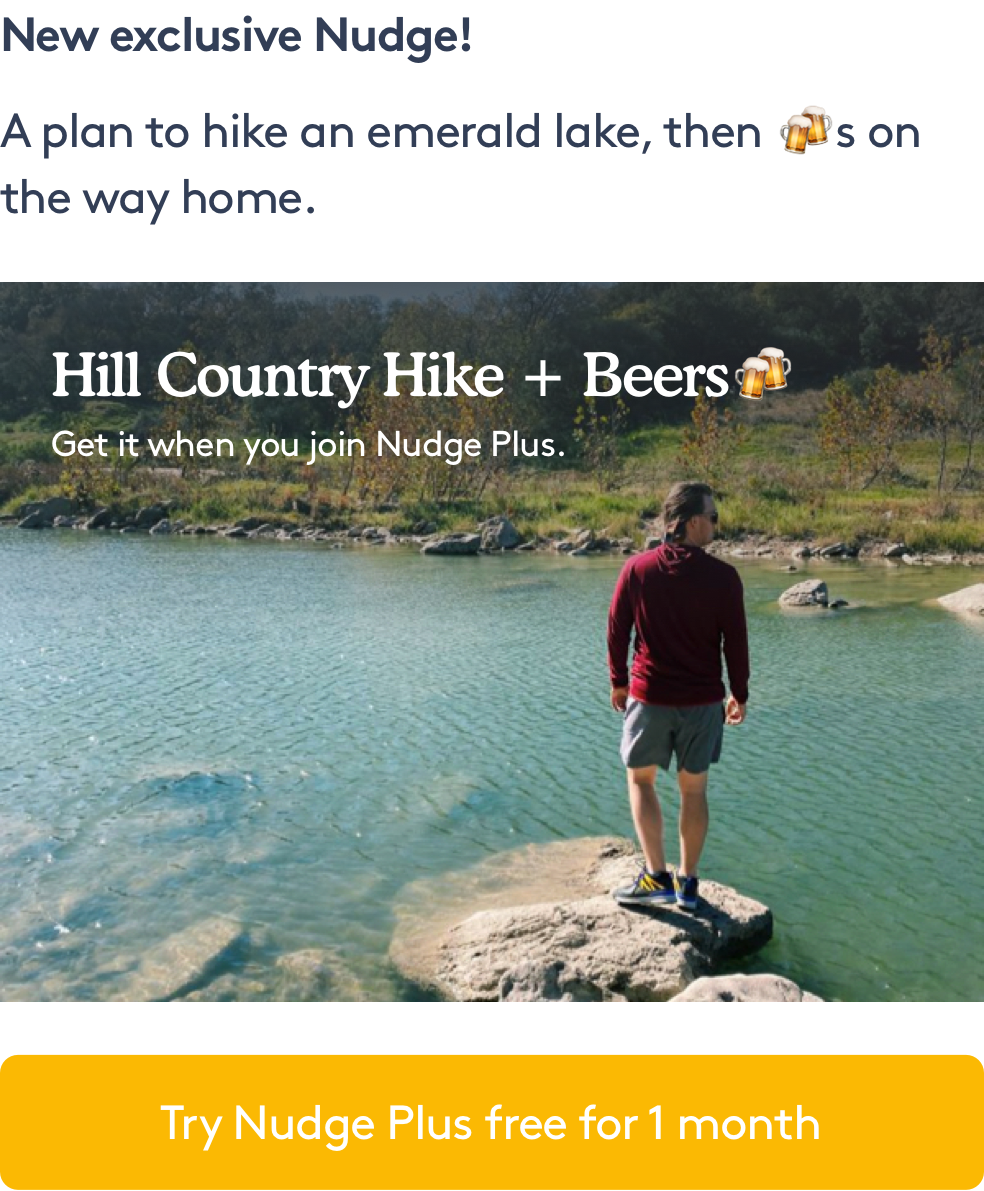 New exclusive Nudge!
A plan to hike an emerald lake, then 🍻s on
the way home.
Hill Country Hike + Beers🍻
Get it when you join Nudge Plus.
Try Nudge Plus free for 1 month